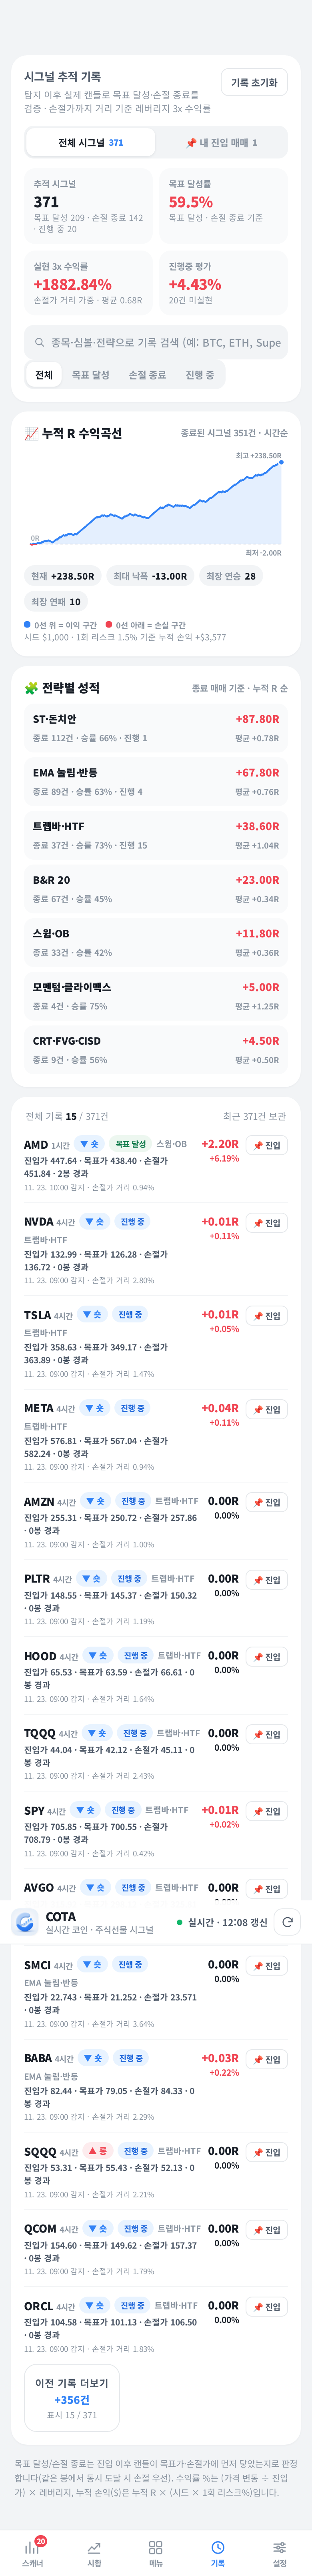 시그널 추적 기록
기록 초기화
탐지 이후 실제 캔들로 목표 달성·손절 종료를
검증 · 손절가까지 거리 기준 레버리지 3x 수익률
전체 시그널 371
📌 내 진입 매매 1
추적 시그널
371
목표 달성 209 · 손절 종료 142
· 진행 중 20
목표 달성률
59.5%
목표 달성 · 손절 종료 기준
실현 3x 수익률
+1882.84%
손절가 거리 가중 · 평균 0.68R
진행중 평가
+4.43%
20건 미실현
종목·심볼·전략으로 기록 검색 (예: BTC, ETH, Supe
전체 목표 달성 손절 종료 진행 중
📈 누적 R 수익곡선
종료된 시그널 351건 · 시간순
최고 +238.50R
0R
최저 -2.00R
현재 +238.50R 최대 낙폭 -13.00R 최장 연승 28
최장 연패 10
0선 위 = 이익 구간 0선 아래 = 손실 구간
시드 $1,000 · 1회 리스크 1.5% 기준 누적 손익 +$3,577
🧩 전략별 성적
종료 매매 기준 · 누적 R 순
ST·돈치안 +87.80R
종료 112건 · 승률 66% · 진행 1 평균 +0.78R
EMA 눌림·반등 +67.80R
종료 89건 · 승률 63% · 진행 4 평균 +0.76R
트랩바·HTF +38.60R
종료 37건 · 승률 73% · 진행 15 평균 +1.04R
B&R 20 +23.00R
종료 67건 · 승률 45% 평균 +0.34R
스윕·OB +11.80R
종료 33건 · 승률 42% 평균 +0.36R
모멘텀·클라이맥스 +5.00R
종료 4건 · 승률 75% 평균 +1.25R
CRT·FVG·CISD +4.50R
종료 9건 · 승률 56% 평균 +0.50R
전체 기록 15 / 371건
최근 371건 보관
AMD 1시간 ▼ 숏 목표 달성 스윕·OB +2.20R 📌 진입
+6.19%
진입가 447.64 · 목표가 438.40 · 손절가
451.84 · 2봉 경과
11. 23. 10:00 감지 · 손절가 거리 0.94%
NVDA 4시간 ▼ 숏 진행 중 +0.01R 📌 진입
+0.11%
트랩바·HTF
진입가 132.99 · 목표가 126.28 · 손절가
136.72 · 0봉 경과
11. 23. 09:00 감지 · 손절가 거리 2.80%
TSLA 4시간 ▼ 숏 진행 중 +0.01R 📌 진입
+0.05%
트랩바·HTF
진입가 358.63 · 목표가 349.17 · 손절가
363.89 · 0봉 경과
11. 23. 09:00 감지 · 손절가 거리 1.47%
META 4시간 ▼ 숏 진행 중 +0.04R 📌 진입
+0.11%
트랩바·HTF
진입가 576.81 · 목표가 567.04 · 손절가
582.24 · 0봉 경과
11. 23. 09:00 감지 · 손절가 거리 0.94%
AMZN 4시간 ▼ 숏 진행 중 트랩바·HTF 0.00R 📌 진입
0.00%
진입가 255.31 · 목표가 250.72 · 손절가 257.86
· 0봉 경과
11. 23. 09:00 감지 · 손절가 거리 1.00%
PLTR 4시간 ▼ 숏 진행 중 트랩바·HTF 0.00R 📌 진입
0.00%
진입가 148.55 · 목표가 145.37 · 손절가 150.32
· 0봉 경과
11. 23. 09:00 감지 · 손절가 거리 1.19%
HOOD 4시간 ▼ 숏 진행 중 트랩바·HTF 0.00R 📌 진입
0.00%
진입가 65.53 · 목표가 63.59 · 손절가 66.61 · 0
봉 경과
11. 23. 09:00 감지 · 손절가 거리 1.64%
TQQQ 4시간 ▼ 숏 진행 중 트랩바·HTF 0.00R 📌 진입
0.00%
진입가 44.04 · 목표가 42.12 · 손절가 45.11 · 0
봉 경과
11. 23. 09:00 감지 · 손절가 거리 2.43%
SPY 4시간 ▼ 숏 진행 중 트랩바·HTF +0.01R 📌 진입
+0.02%
진입가 705.85 · 목표가 700.55 · 손절가
708.79 · 0봉 경과
11. 23. 09:00 감지 · 손절가 거리 0.42%
AVGO 4시간 ▼ 숏 진행 중 트랩바·HTF 0.00R 📌 진입
COTA
실시간 코인 · 주식선물 시그널
실시간 · 12:08 갱신
SMCI 4시간 ▼ 숏 진행 중 0.00R 📌 진입
0.00%
EMA 눌림·반등
진입가 22.743 · 목표가 21.252 · 손절가 23.571
· 0봉 경과
11. 23. 09:00 감지 · 손절가 거리 3.64%
BABA 4시간 ▼ 숏 진행 중 +0.03R 📌 진입
+0.22%
EMA 눌림·반등
진입가 82.44 · 목표가 79.05 · 손절가 84.33 · 0
봉 경과
11. 23. 09:00 감지 · 손절가 거리 2.29%
SQQQ 4시간 ▲ 롱 진행 중 트랩바·HTF 0.00R 📌 진입
0.00%
진입가 53.31 · 목표가 55.43 · 손절가 52.13 · 0
봉 경과
11. 23. 09:00 감지 · 손절가 거리 2.21%
QCOM 4시간 ▼ 숏 진행 중 트랩바·HTF 0.00R 📌 진입
0.00%
진입가 154.60 · 목표가 149.62 · 손절가 157.37
· 0봉 경과
11. 23. 09:00 감지 · 손절가 거리 1.79%
ORCL 4시간 ▼ 숏 진행 중 트랩바·HTF 0.00R 📌 진입
0.00%
진입가 104.58 · 목표가 101.13 · 손절가 106.50
· 0봉 경과
11. 23. 09:00 감지 · 손절가 거리 1.83%
이전 기록 더보기
+356건
표시 15 / 371
목표 달성/손절 종료는 진입 이후 캔들이 목표가·손절가에 먼저 닿았는지로 판정
합니다(같은 봉에서 동시 도달 시 손절 우선). 수익률 %는 (가격 변동 ÷ 진입
가) × 레버리지, 누적 손익($)은 누적 R × (시드 × 1회 리스크%)입니다.
20
스캐너 시황 메뉴 기록 설정